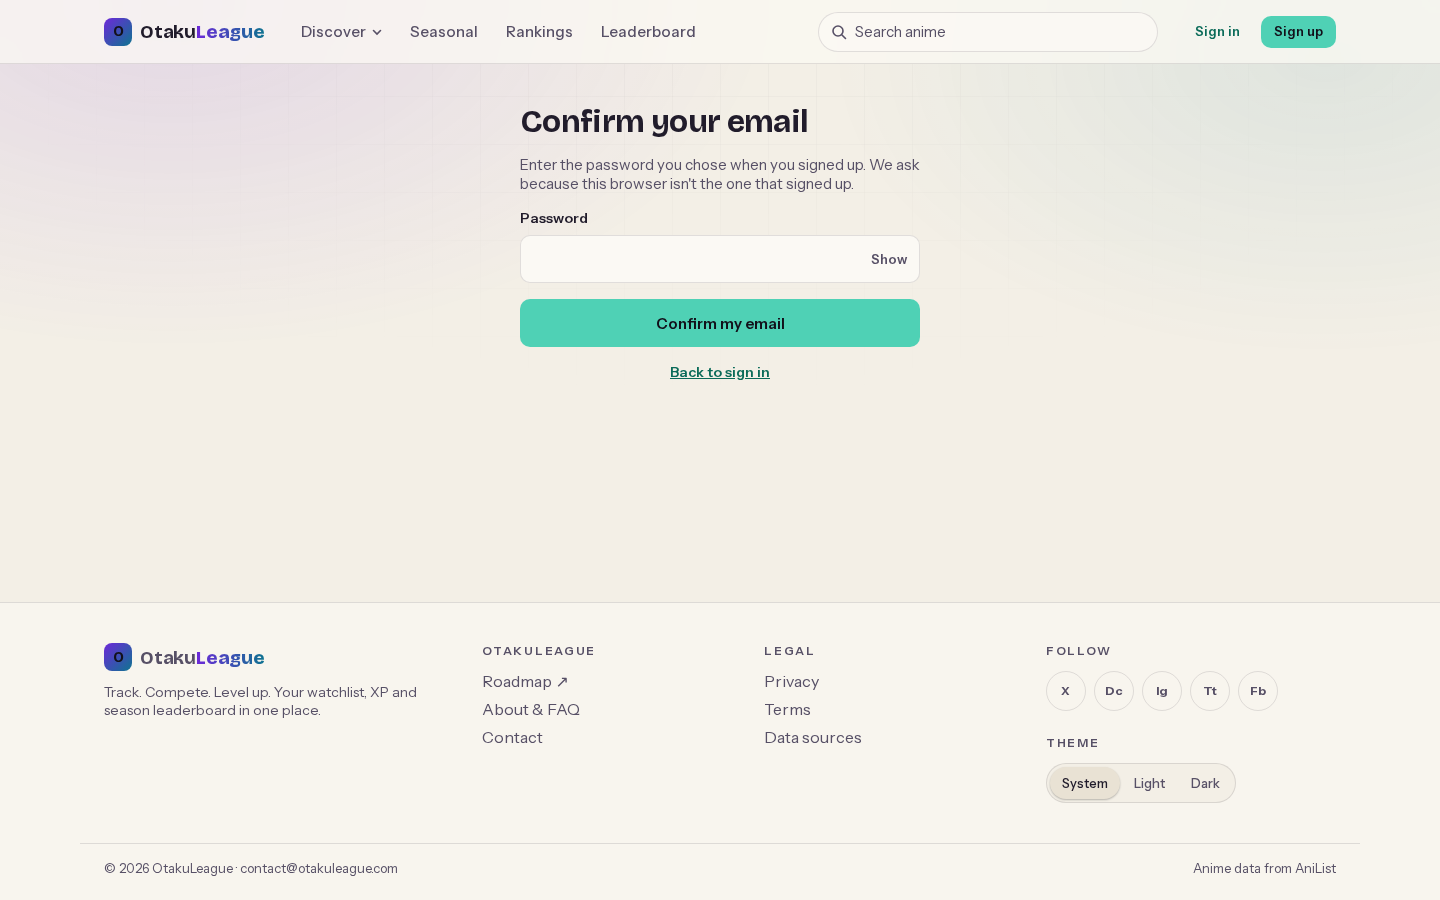 O OtakuLeague Discover Seasonal Rankings Leaderboard Search anime Sign in Sign up
Confirm your email
Enter the password you chose when you signed up. We ask
because this browser isn't the one that signed up.
Password
Show
Confirm my email
Back to sign in
O OtakuLeague
Track. Compete. Level up. Your watchlist, XP and
season leaderboard in one place.
OTAKULEAGUE
Roadmap ↗
About & FAQ
Contact
LEGAL
Privacy
Terms
Data sources
FOLLOW
X Dc Ig Tt Fb
THEME
System Light Dark
© 2026 OtakuLeague · contact@otakuleague.com
Anime data from AniList